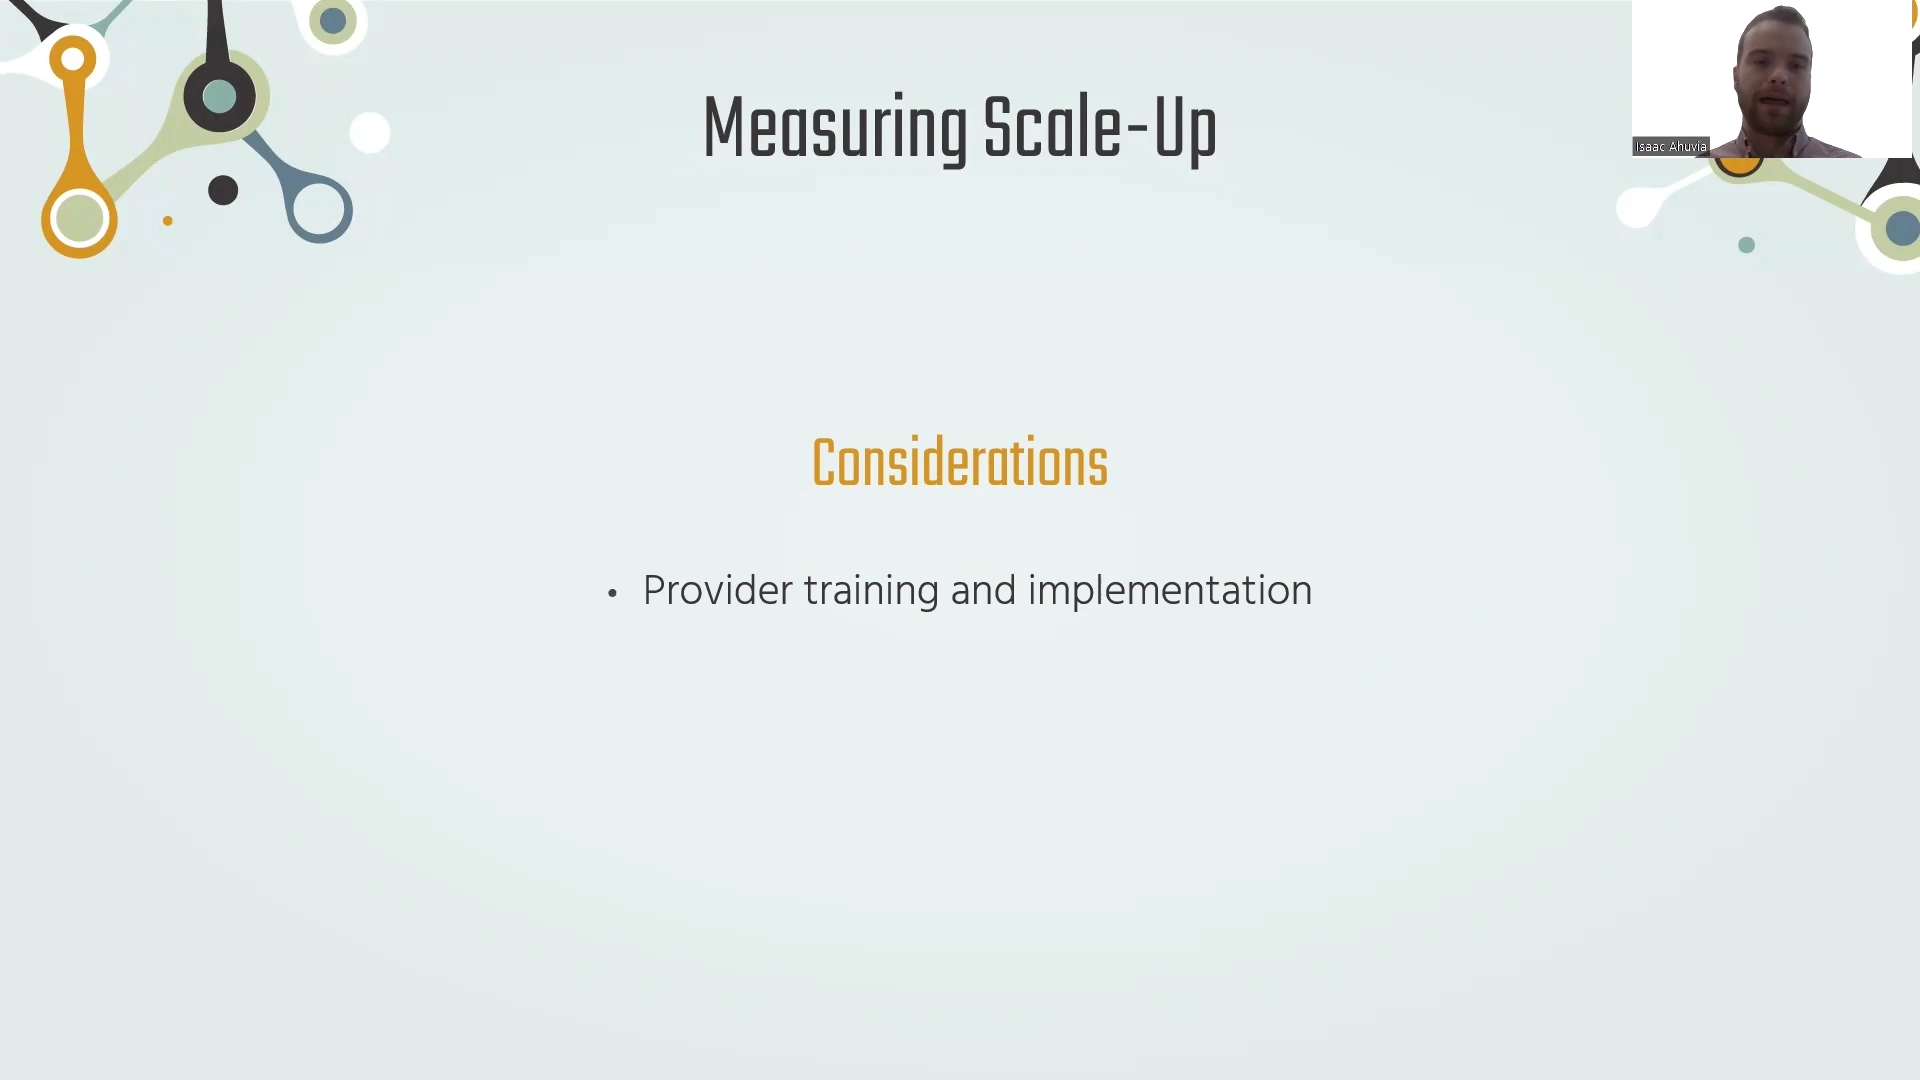 Measuring Scale-Up
Isaac Ahuvia
Considerations
• Provider training and implementation